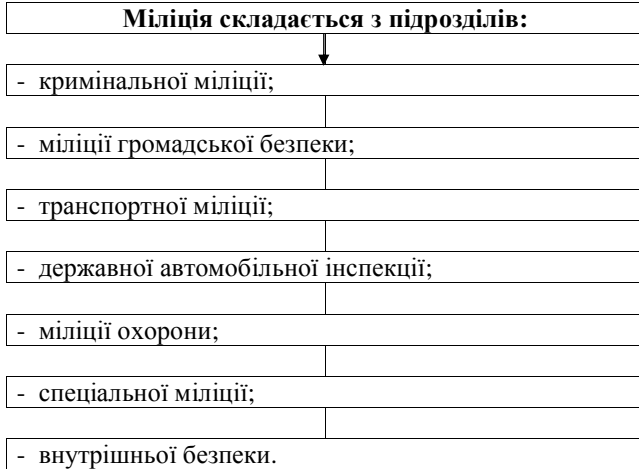 Міліція складається з підрозділів:
- кримінальної міліції;
- міліції громадської безпеки;
- транспортної міліції;
- державної автомобільної інспекції;
- міліції охорони;
- спеціальної міліції;
- внутрішньої безпеки.